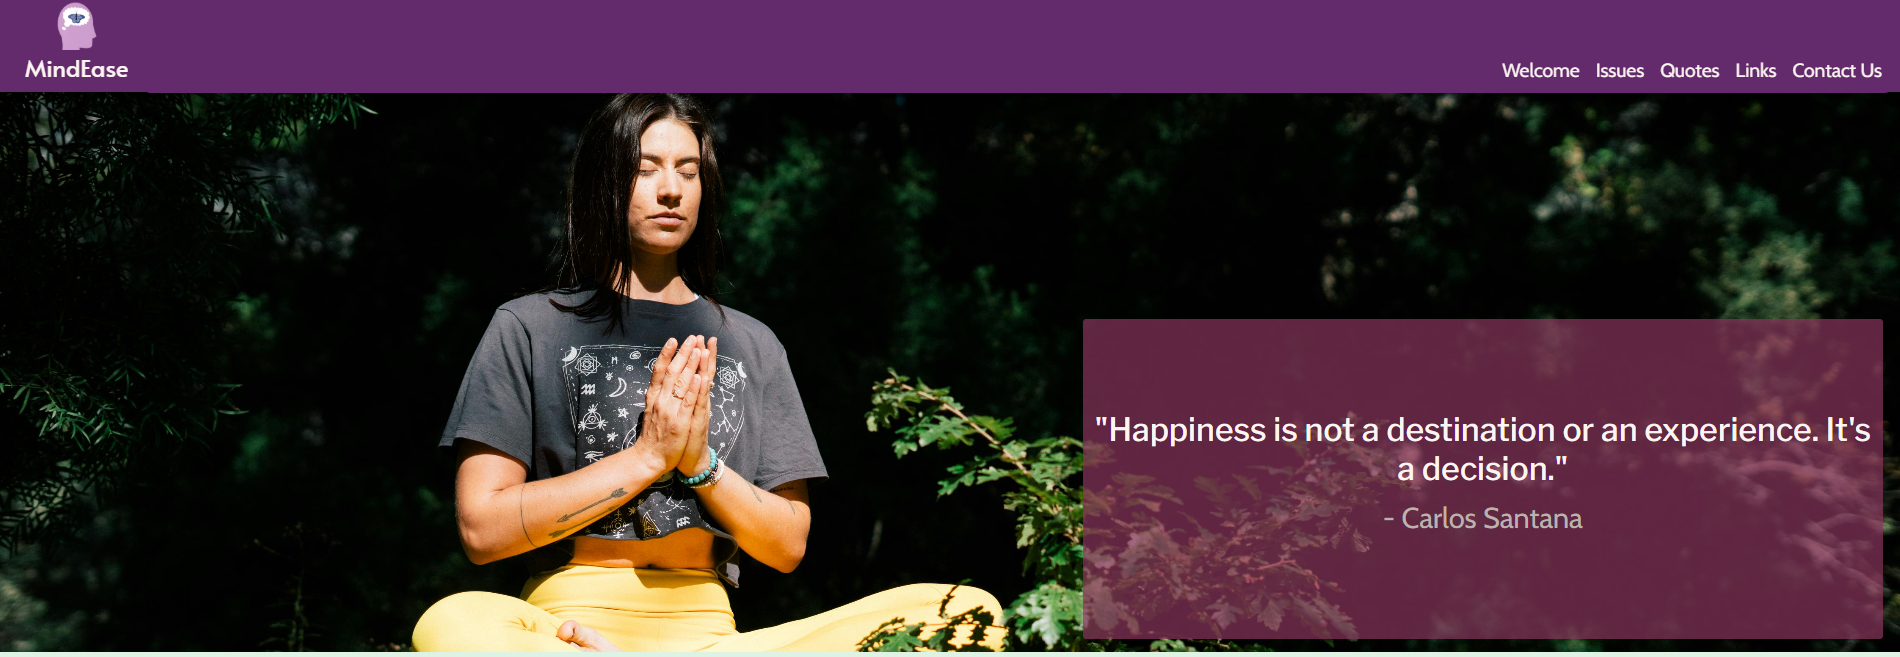 MindEase
Welcome Issues Quotes Links Contact Us
"Happiness is not a destination or an experience. It's
a decision."
- Carlos Santana